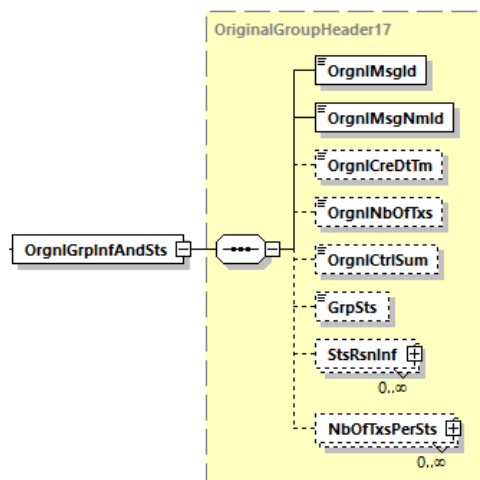 OriginalGroupHeader17
OrgnlMsgId
OrgnlMsgNmId
OrgnlCreDtTm
OrgnlNbOfTxs
OrgnlGrpInfAndSts
OrgnlCtrlSum
GrpSts
StsRsnInf
0..∞
NbOfTxsPerSts
0..∞